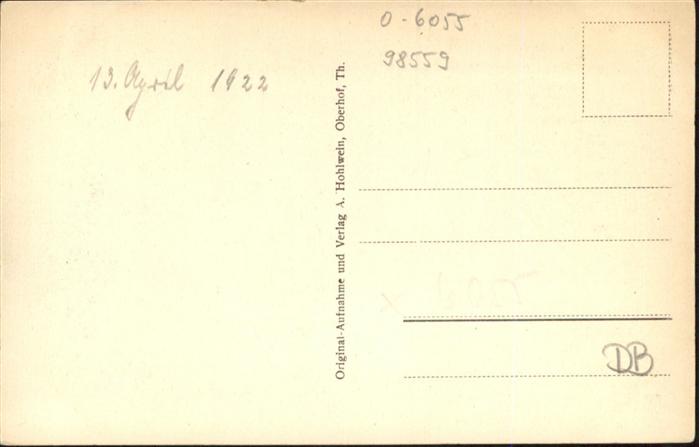 13. April 1922
Original-Aufnahme und Verlag A. Hohlwein, Oberhof, Th.
0-6055
98559
DB